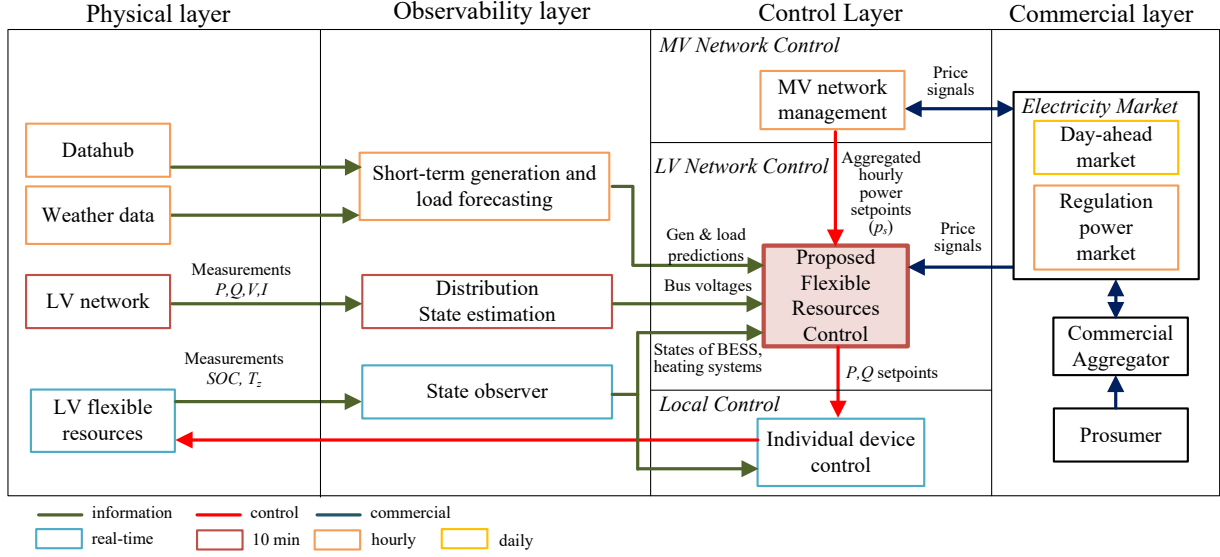 Physical layer
Observability layer
Control Layer
Commercial layer
MV Network Control
MV network
management
Price
signals
Electricity Market
Day-ahead
market
Regulation
power
market
Datahub
Weather data
Short-term generation and
load forecasting
LV Network Control
Aggregated
hourly
power
setpoints
(pₛ)
Price
signals
Gen & load
predictions
Proposed
Flexible
Resources
Control
LV network
Measurements
P,Q,V,I
Distribution
State estimation
Bus voltages
States of BESS,
heating systems
P,Q setpoints
Commercial
Aggregator
Measurements
SOC, T_z
LV flexible
resources
State observer
Local Control
Individual device
control
Prosumer
information
control
commercial
real-time
10 min
hourly
daily